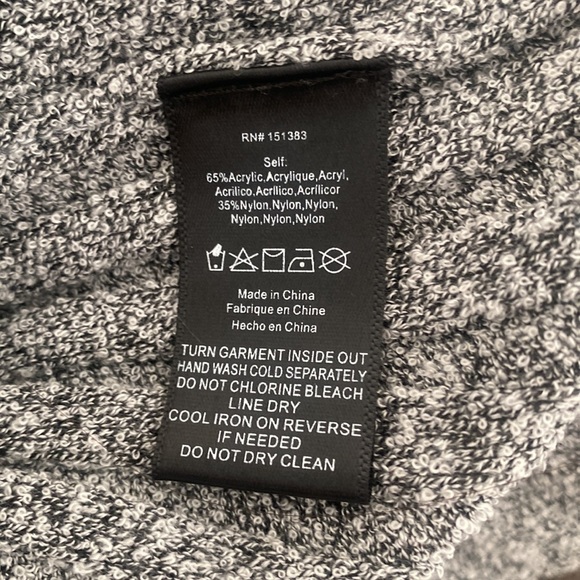 RN# 151383
Self:
65%Acrylic,Acrylique,Acryl,
Acrilico,Acrílico,Acrílicor
35%Nylon,Nylon,Nylon,
Nylon,Nylon,Nylon
Made in China
Fabrique en Chine
Hecho en China
TURN GARMENT INSIDE OUT
HAND WASH COLD SEPARATELY
DO NOT CHLORINE BLEACH
LINE DRY
COOL IRON ON REVERSE
IF NEEDED
DO NOT DRY CLEAN